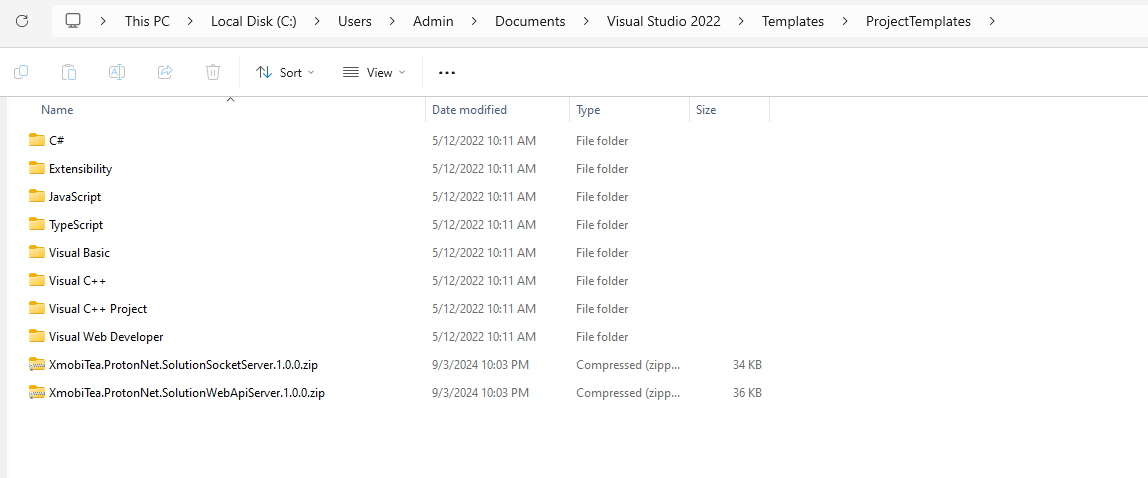 This PC > Local Disk (C:) > Users > Admin > Documents > Visual Studio 2022 > Templates > ProjectTemplates >
Sort View ...
Name Date modified Type Size
C# 5/12/2022 10:11 AM File folder
Extensibility 5/12/2022 10:11 AM File folder
JavaScript 5/12/2022 10:11 AM File folder
TypeScript 5/12/2022 10:11 AM File folder
Visual Basic 5/12/2022 10:11 AM File folder
Visual C++ 5/12/2022 10:11 AM File folder
Visual C++ Project 5/12/2022 10:11 AM File folder
Visual Web Developer 5/12/2022 10:11 AM File folder
XmobiTea.ProtonNet.SolutionSocketServer.1.0.0.zip 9/3/2024 10:03 PM Compressed (zipp... 34 KB
XmobiTea.ProtonNet.SolutionWebApiServer.1.0.0.zip 9/3/2024 10:03 PM Compressed (zipp... 36 KB